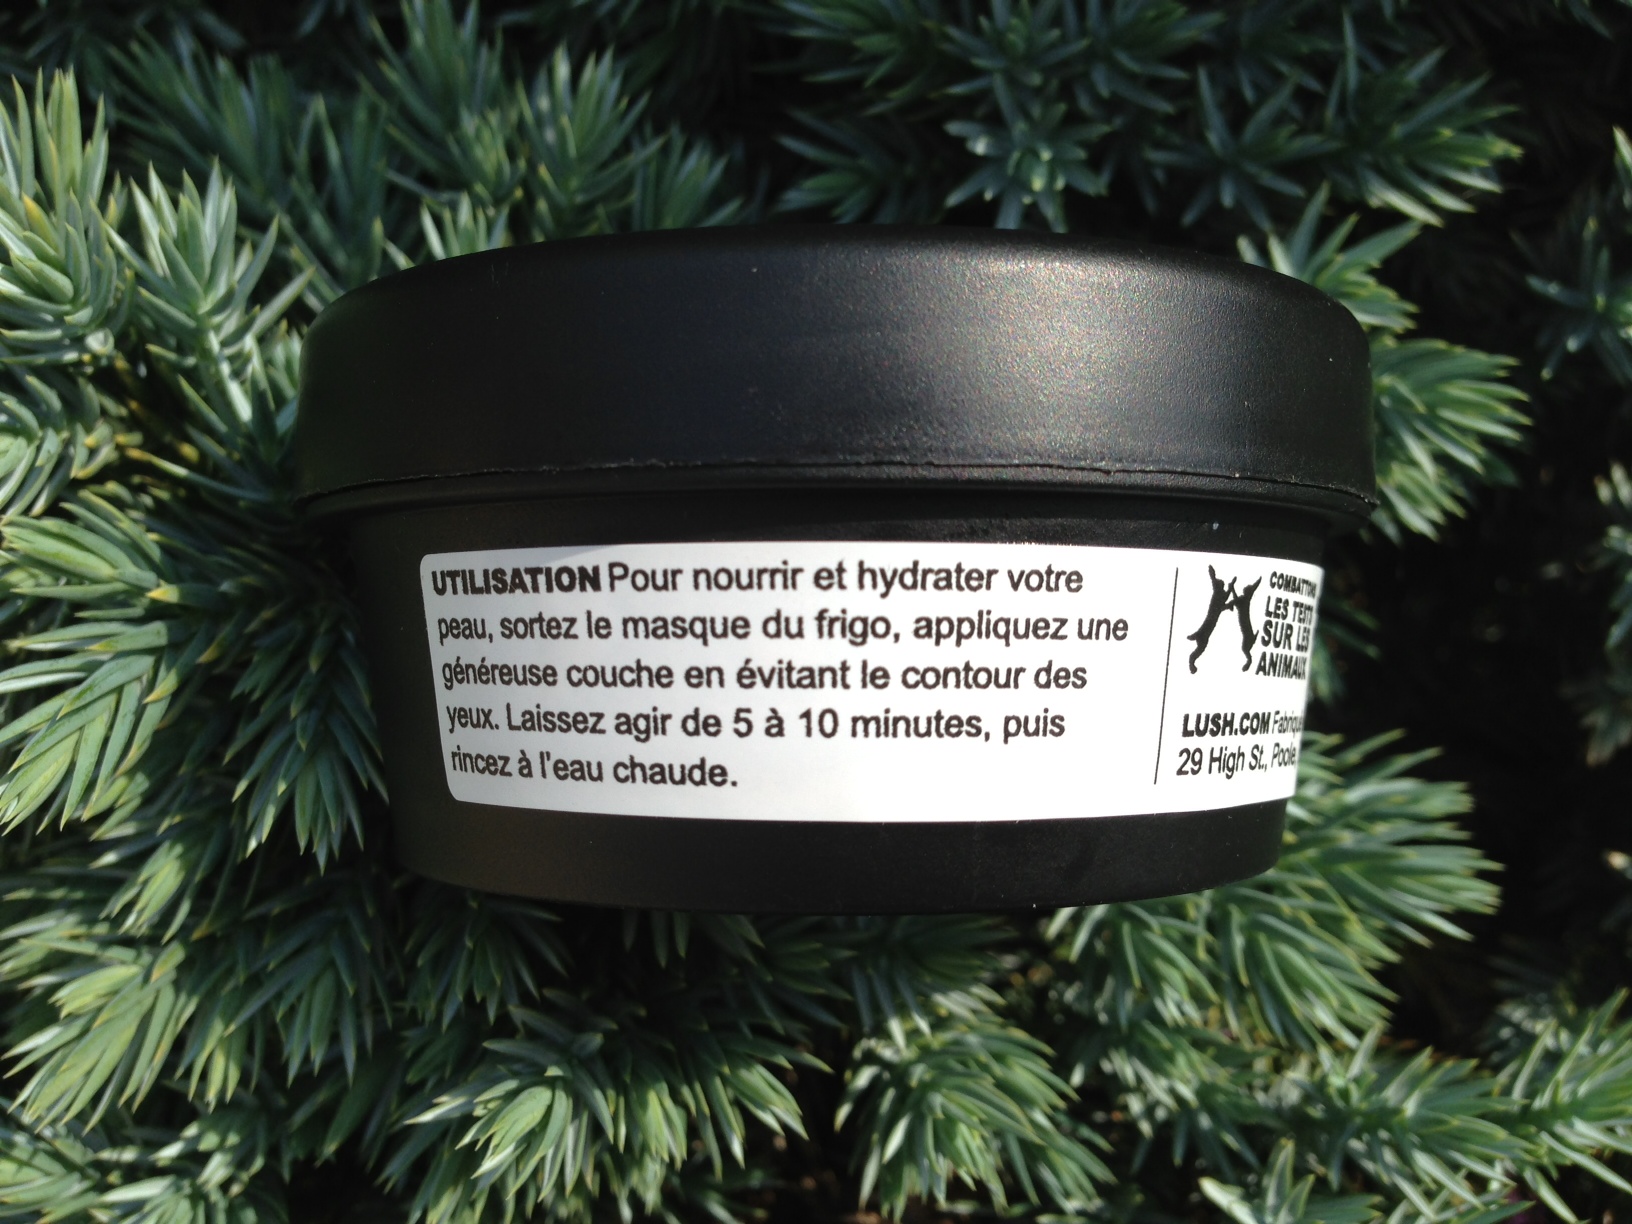 UTILISATION Pour nourrir et hydrater votre
peau, sortez le masque du frigo, appliquez une
généreuse couche en évitant le contour des
yeux. Laissez agir de 5 à 10 minutes, puis
rincez à l'eau chaude.
LES TESTS
SUR LES
ANIMAUX
LUSH.COM
29 High St., Poole,